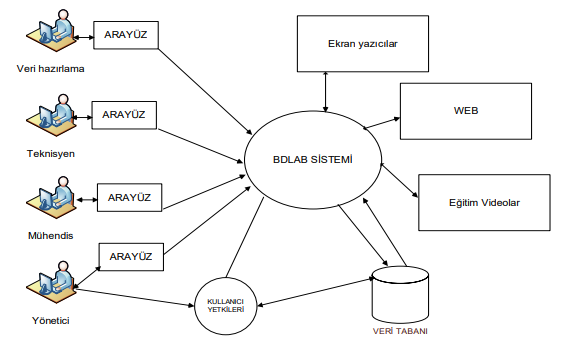 ARAYÜZ
Veri hazırlama
ARAYÜZ
Teknisyen
ARAYÜZ
Mühendis
ARAYÜZ
Yönetici
BDLAB SİSTEMİ
KULLANICI
YETKİLERİ
Ekran yazıcılar
WEB
Eğitim Videolar
VERİ TABANI